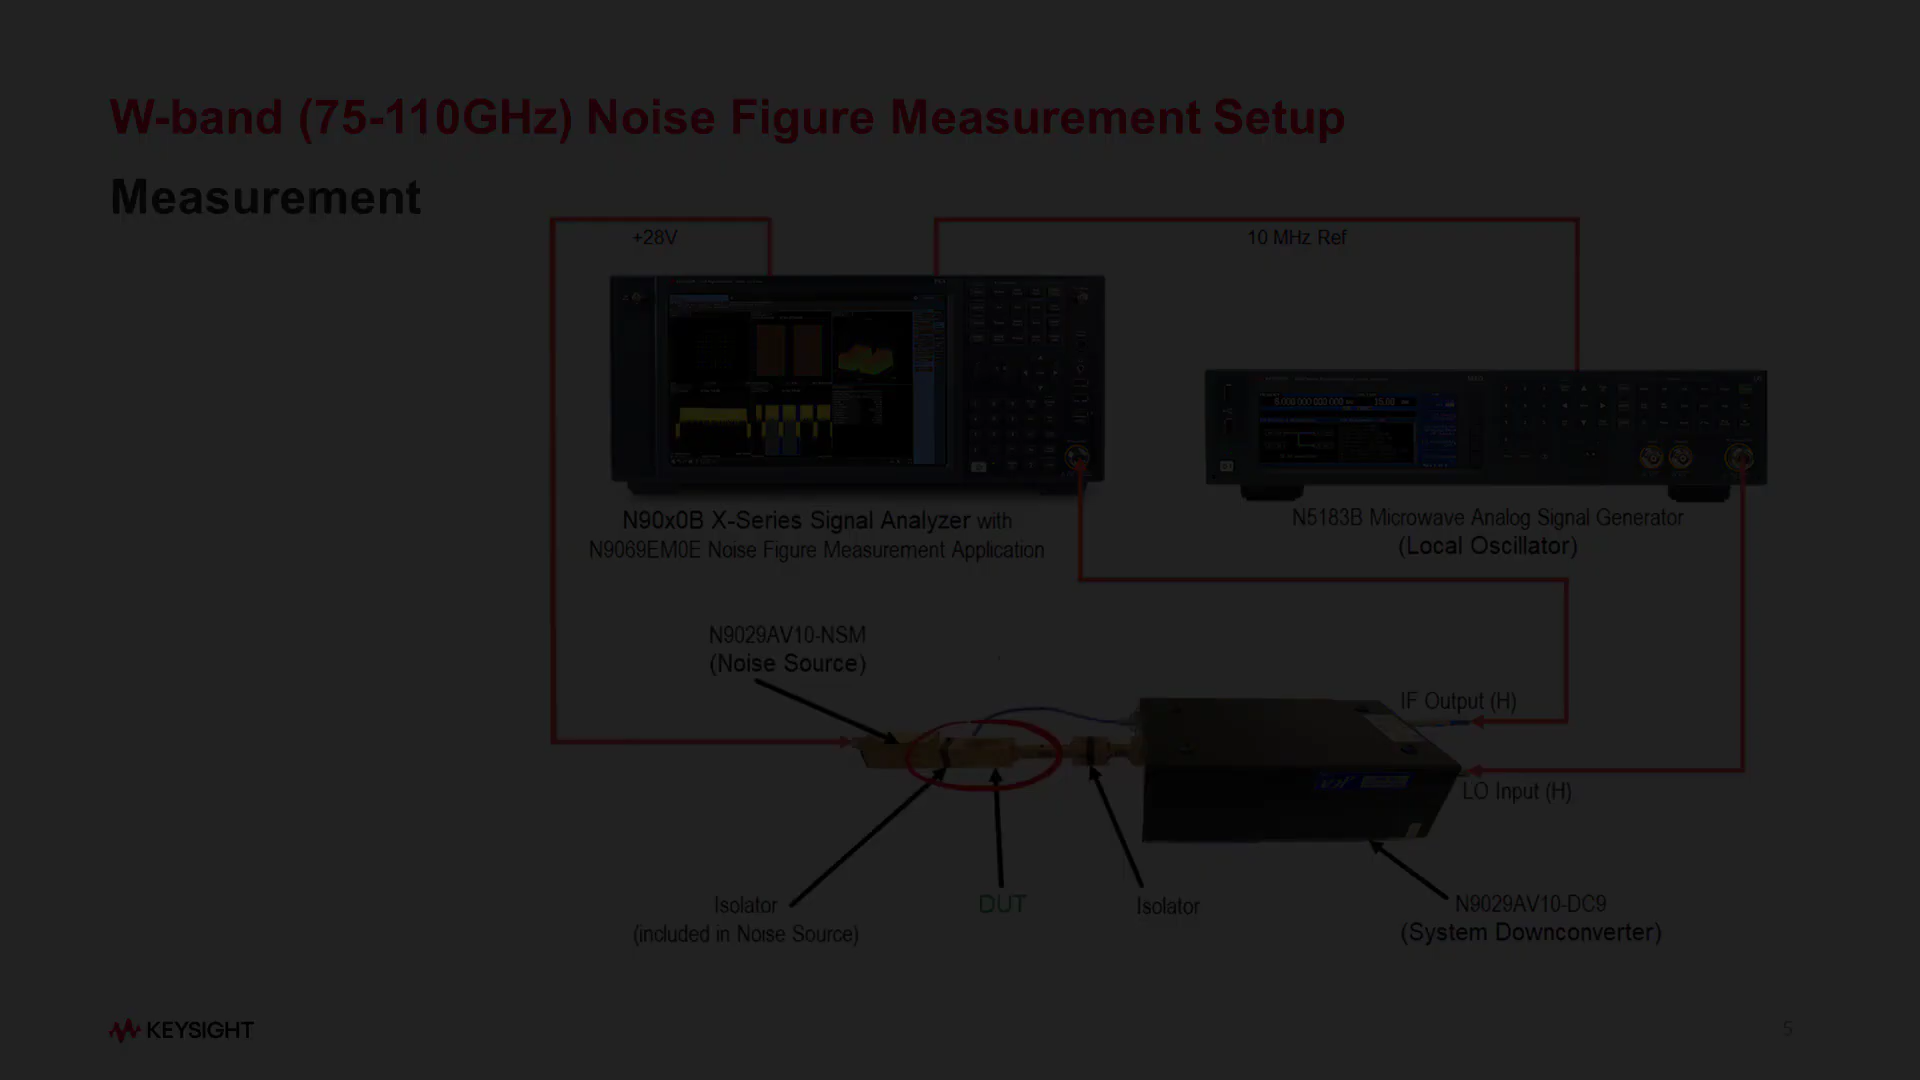 W-band (75-110GHz) Noise Figure Measurement Setup
Measurement
+28V
10 MHz Ref
N90x0B X-Series Signal Analyzer with
N9069EM0E Noise Figure Measurement Application
N5183B Microwave Analog Signal Generator
(Local Oscillator)
N9029AV10-NSM
(Noise Source)
IF Output (H)
LO Input (H)
Isolator
(included in Noise Source)
DUT
Isolator
N9029AV10-DC9
(System Downconverter)
KEYSIGHT
5